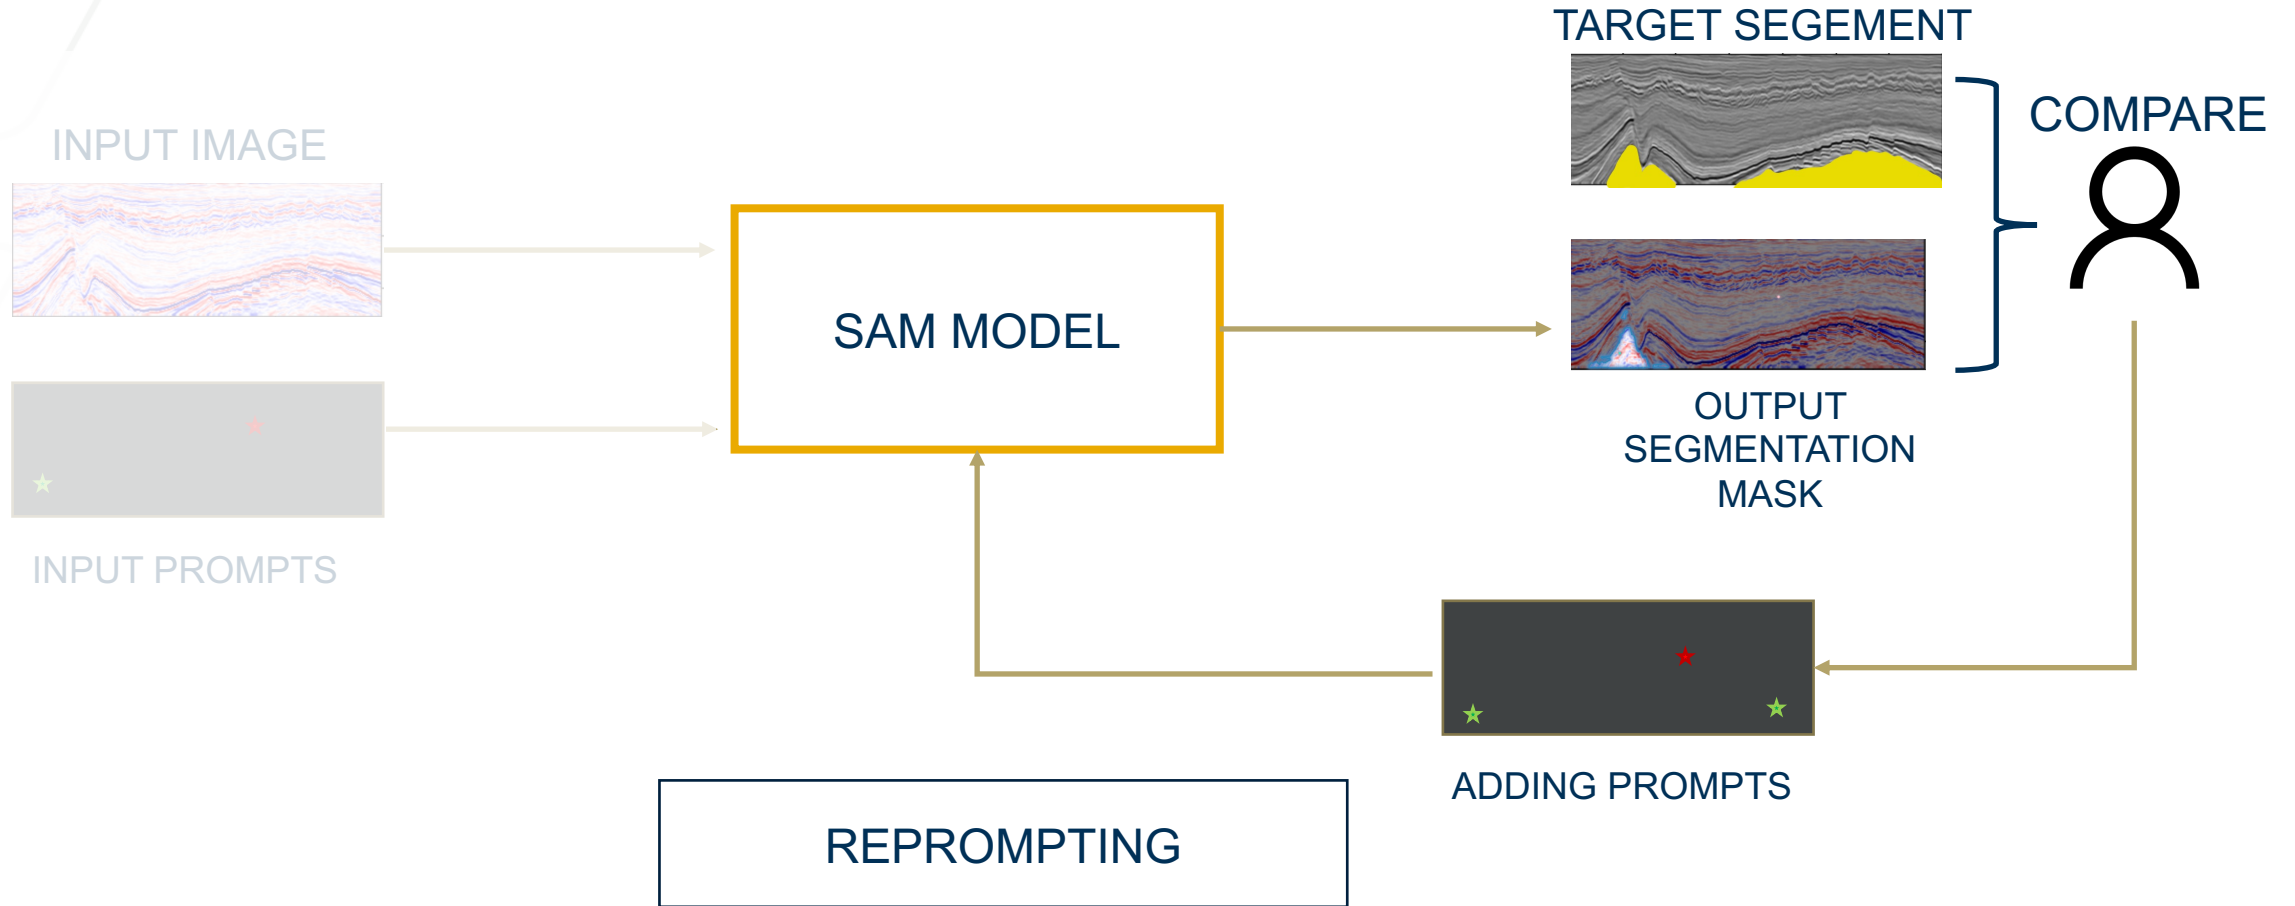 TARGET SEGEMENT
COMPARE
INPUT IMAGE
SAM MODEL
OUTPUT
SEGMENTATION
MASK
INPUT PROMPTS
ADDING PROMPTS
REPROMPTING